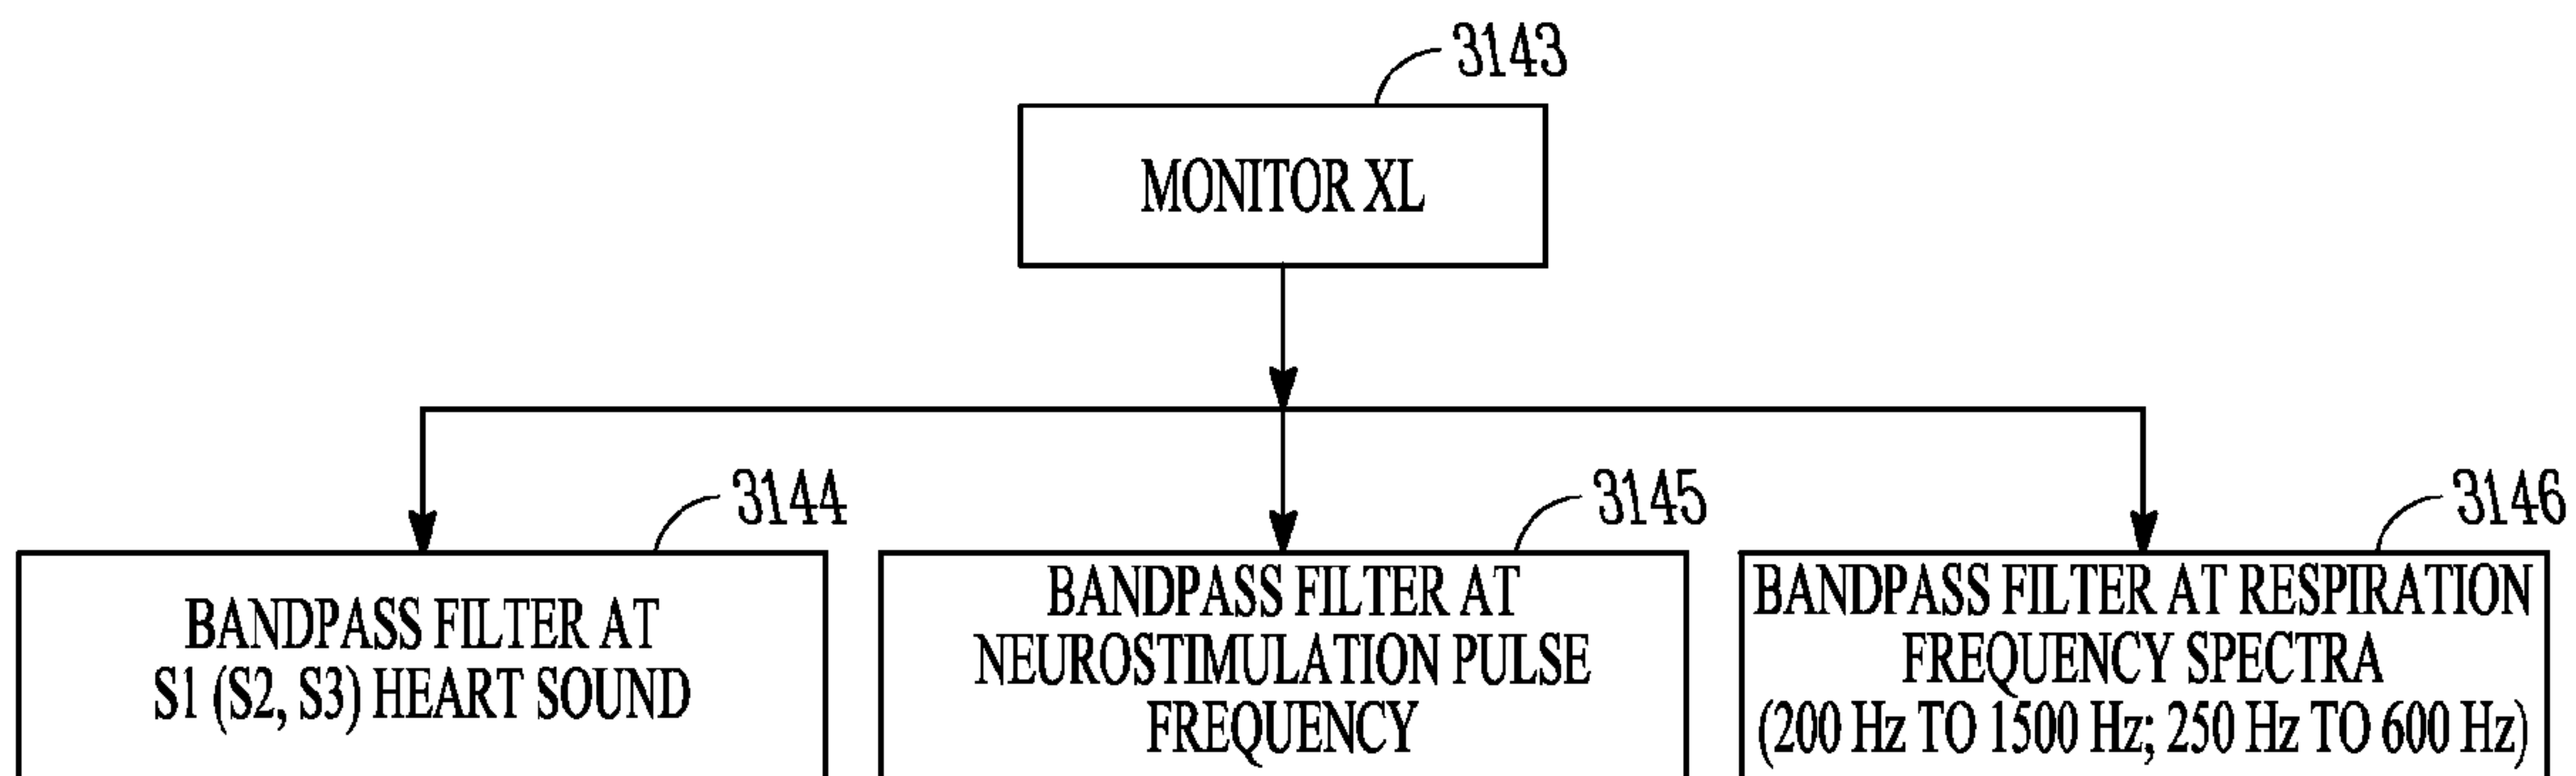 3143
MONITOR XL
3144
BANDPASS FILTER AT
S1 (S2, S3) HEART SOUND
3145
BANDPASS FILTER AT
NEUROSTIMULATION PULSE
FREQUENCY
3146
BANDPASS FILTER AT RESPIRATION
FREQUENCY SPECTRA
(200 Hz TO 1500 Hz; 250 Hz TO 600 Hz)